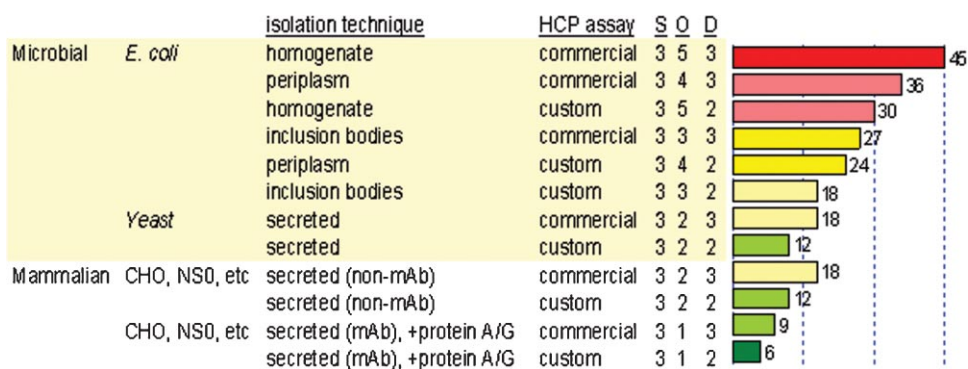 isolation technique HCP assay S O D
Microbial E. coli homogenate commercial 3 5 3 45
periplasm commercial 3 4 3 36
homogenate custom 3 5 2 30
inclusion bodies commercial 3 3 3 27
periplasm custom 3 4 2 24
inclusion bodies custom 3 3 2 18
Yeast secreted commercial 3 2 3 18
secreted custom 3 2 2 12
Mammalian CHO, NS0, etc secreted (non-mAb) commercial 3 2 3 18
secreted (non-mAb) custom 3 2 2 12
CHO, NS0, etc secreted (mAb), +protein A/G commercial 3 1 3 9
secreted (mAb), +protein A/G custom 3 1 2 6